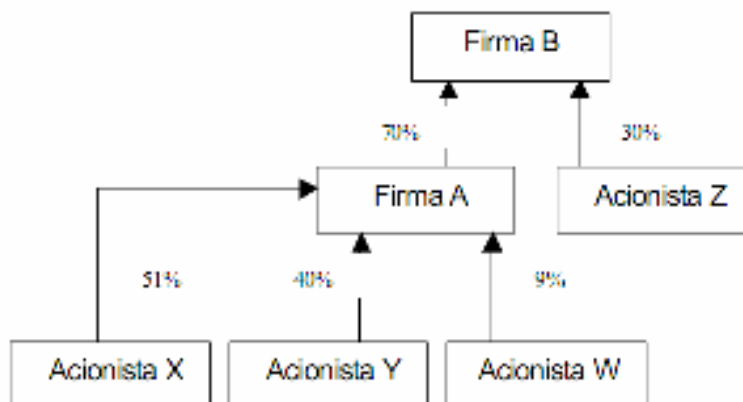 Firma B
70% 30%
Firma A Acionista Z
51% 40% 9%
Acionista X Acionista Y Acionista W